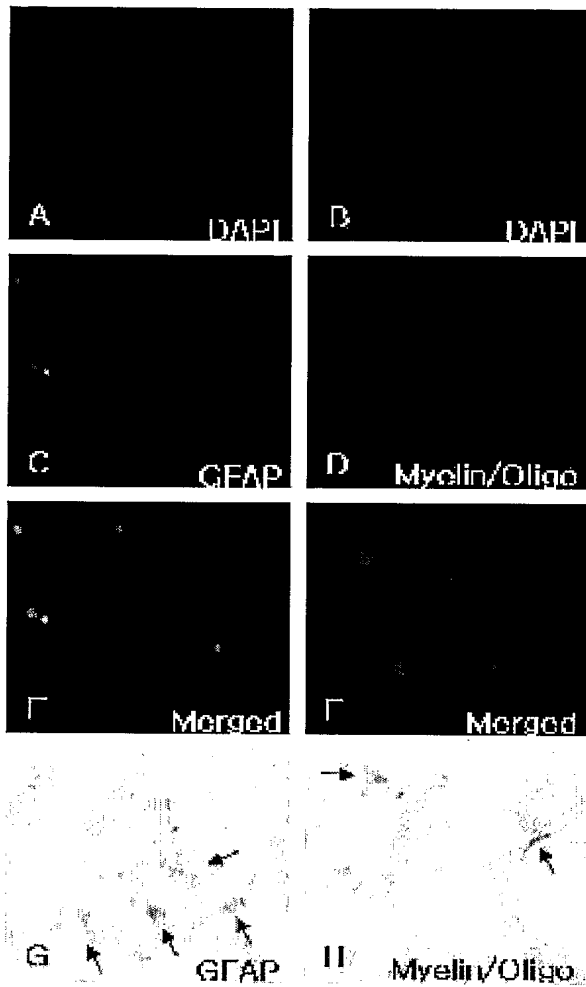 A DAPI
D DAPI
C GFAP
D Myelin/Oligo
Merged
Merged
G GFAP
H Myelin/Oligo